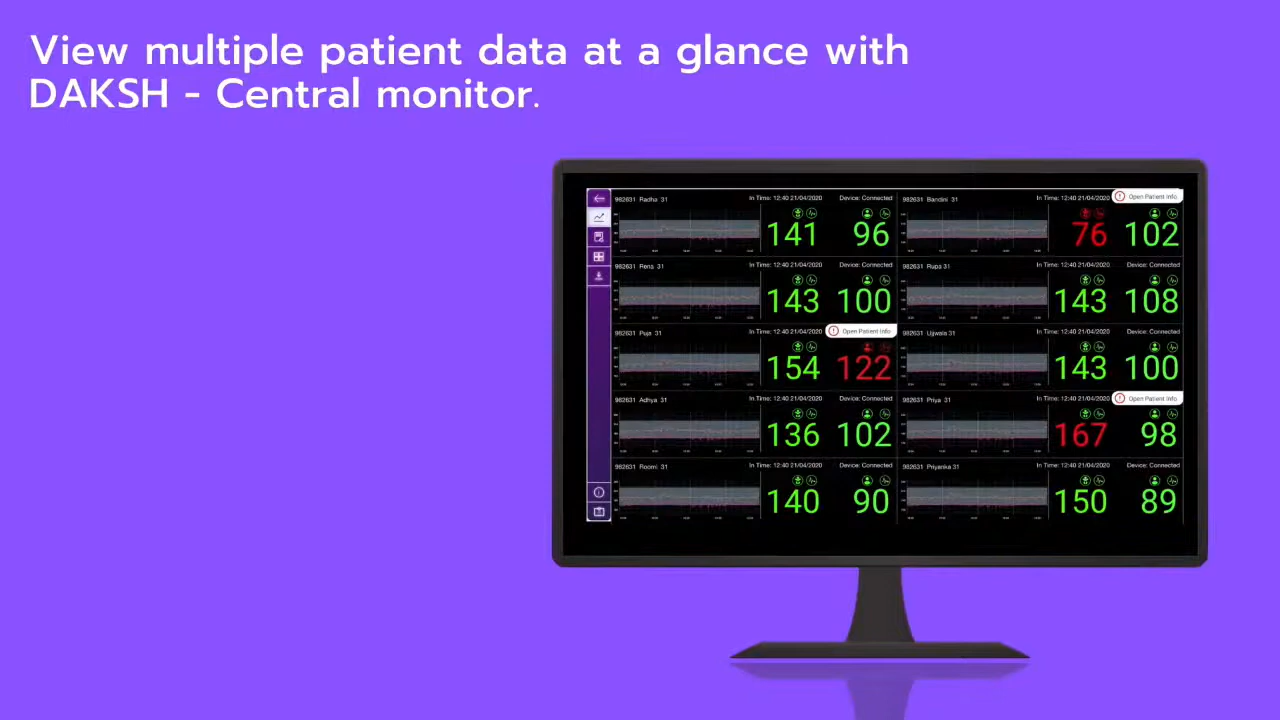 View multiple patient data at a glance with
DAKSH - Central monitor.
982631 Radha 31 In Time: 12:40 21/04/2020 Device: Connected
141 96
982631 Bandini 31 In Time: 12:40 21/04/2020 Open Patient Info
76 102
982631 Rena 31 In Time: 12:40 21/04/2020 Device: Connected
143 100
982631 Rupa 31 In Time: 12:40 21/04/2020 Device: Connected
143 108
982631 Puja 31 In Time: 12:40 21/04/2020 Open Patient Info
154 122
982631 Ujjwala 31 In Time: 12:40 21/04/2020 Device: Connected
143 100
982631 Adhya 31 In Time: 12:40 21/04/2020 Device: Connected
136 102
982631 Priya 31 In Time: 12:40 21/04/2020 Open Patient Info
167 98
982631 Roomi 31 In Time: 12:40 21/04/2020 Device: Connected
140 90
982631 Priyanka 31 In Time: 12:40 21/04/2020 Device: Connected
150 89